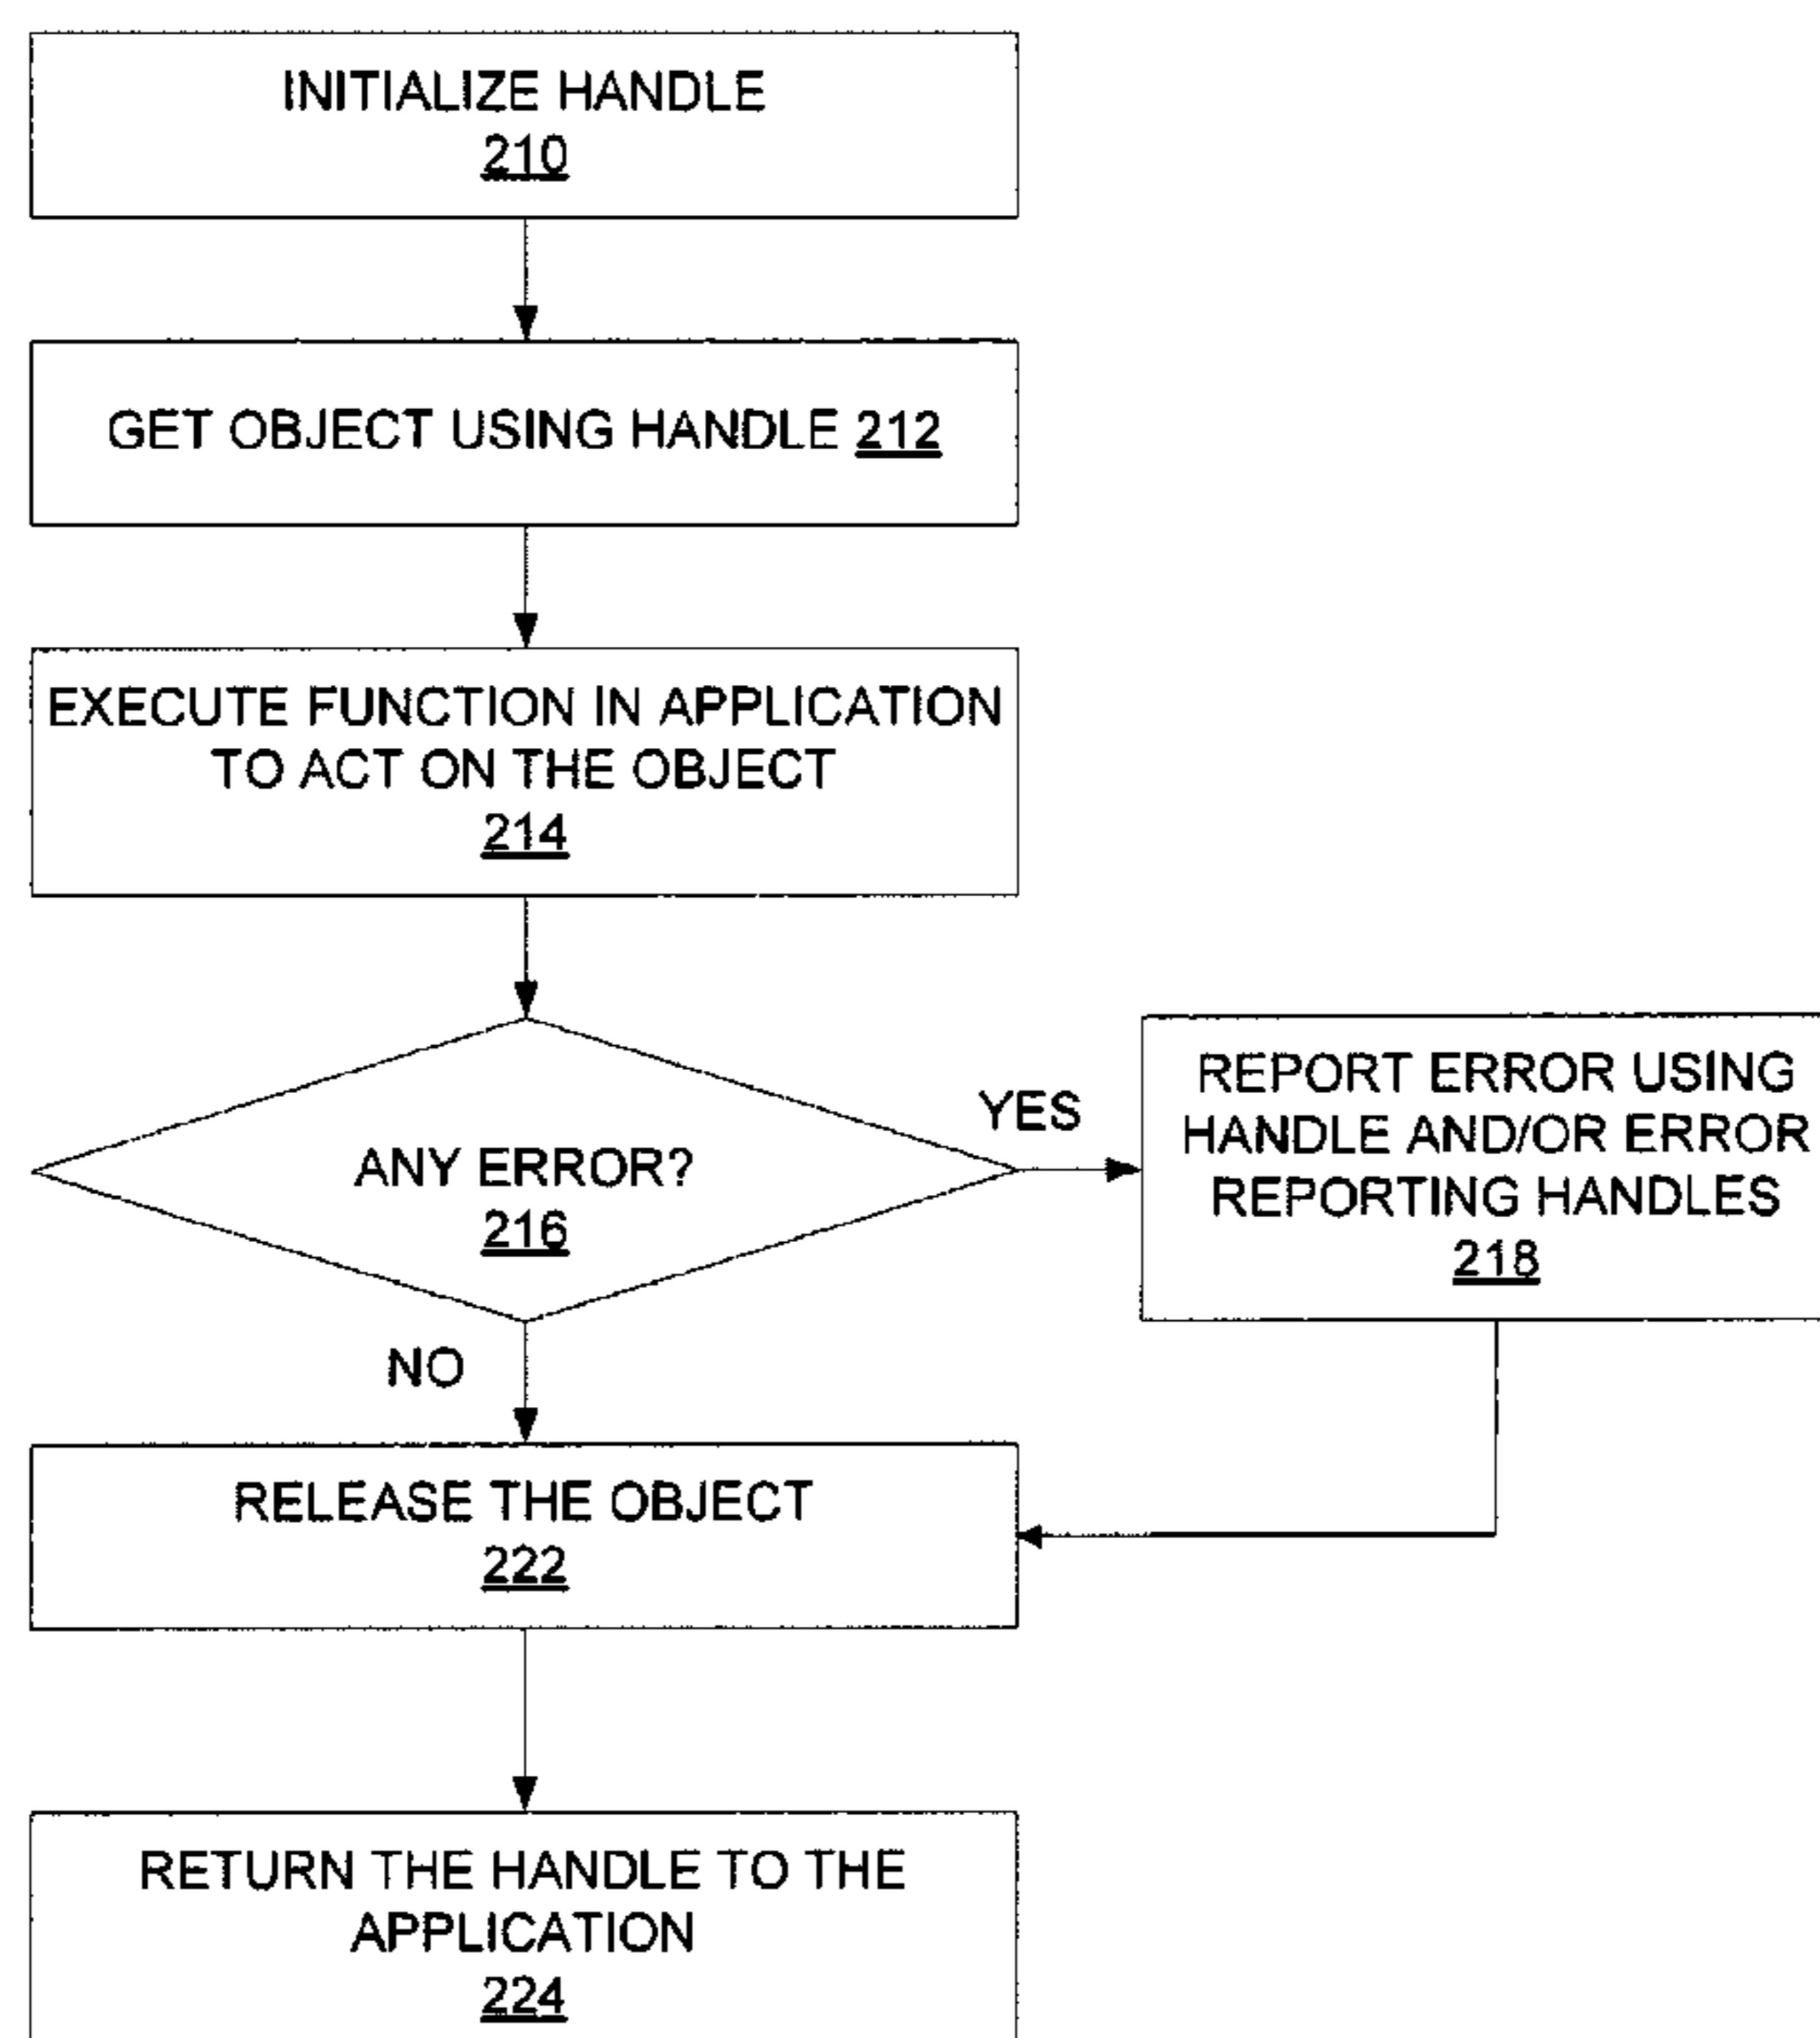 INITIALIZE HANDLE
210
GET OBJECT USING HANDLE 212
EXECUTE FUNCTION IN APPLICATION
TO ACT ON THE OBJECT
214
ANY ERROR?
216
YES
REPORT ERROR USING
HANDLE AND/OR ERROR
REPORTING HANDLES
218
NO
RELEASE THE OBJECT
222
RETURN THE HANDLE TO THE
APPLICATION
224